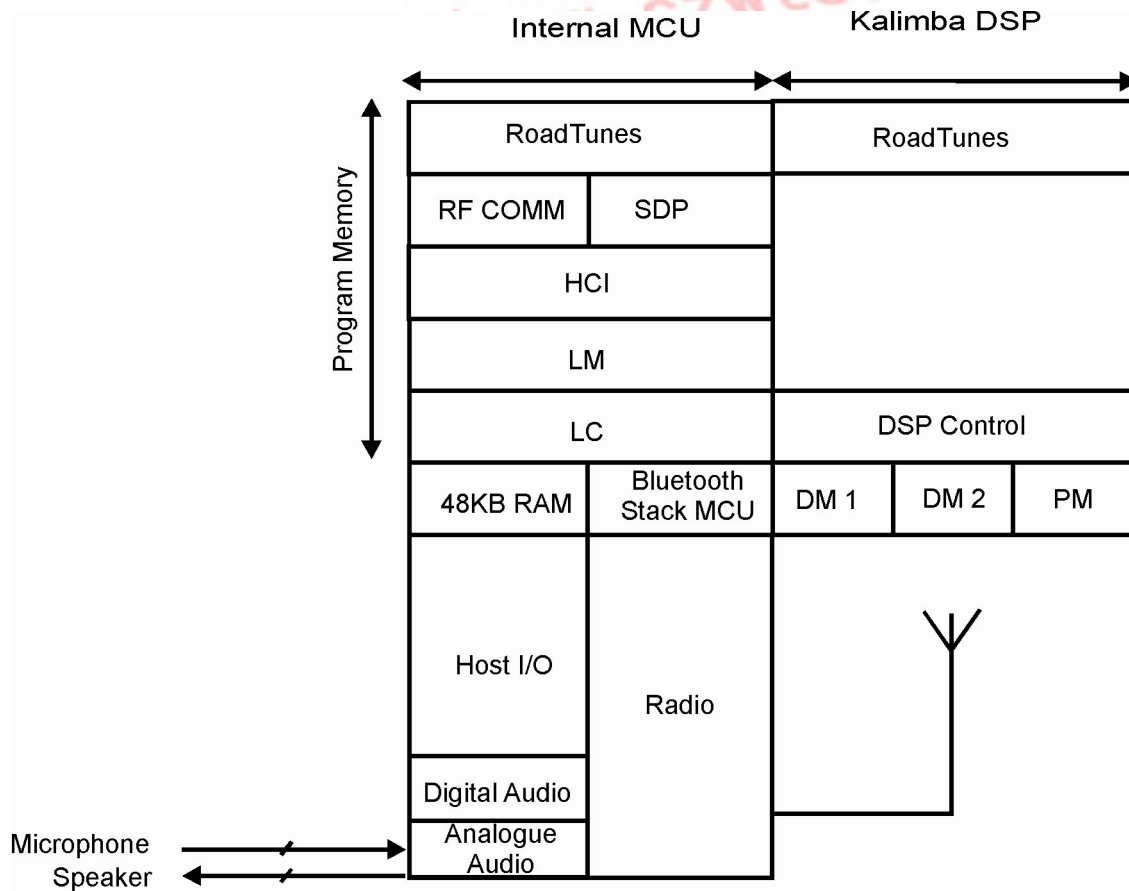 Internal MCU
Kalimba DSP
Program Memory
RoadTunes
RoadTunes
RF COMM
SDP
HCI
LM
LC
DSP Control
48KB RAM
Bluetooth
Stack MCU
DM 1
DM 2
PM
Host I/O
Radio
Digital Audio
Analogue
Audio
Microphone
Speaker